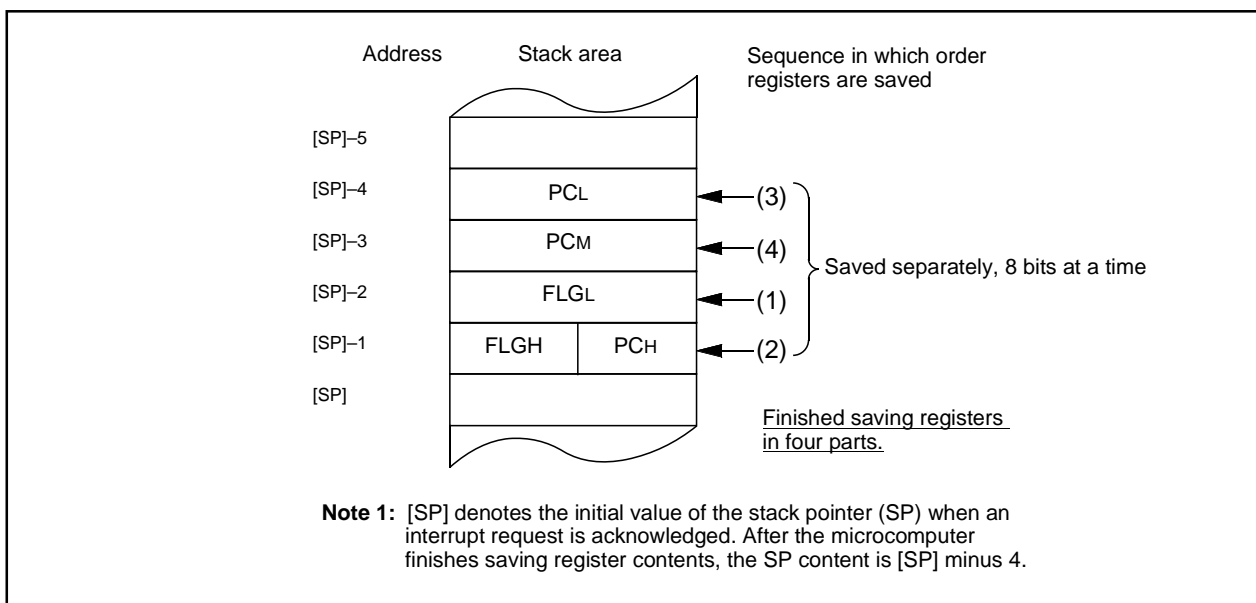 Address
Stack area
Sequence in which order
registers are saved
[SP]–5
[SP]–4
PCL
(3)
[SP]–3
PCM
(4)
Saved separately, 8 bits at a time
[SP]–2
FLGL
(1)
[SP]–1
FLGH
PCH
(2)
[SP]
Finished saving registers
in four parts.
Note 1: [SP] denotes the initial value of the stack pointer (SP) when an
interrupt request is acknowledged. After the microcomputer
finishes saving register contents, the SP content is [SP] minus 4.